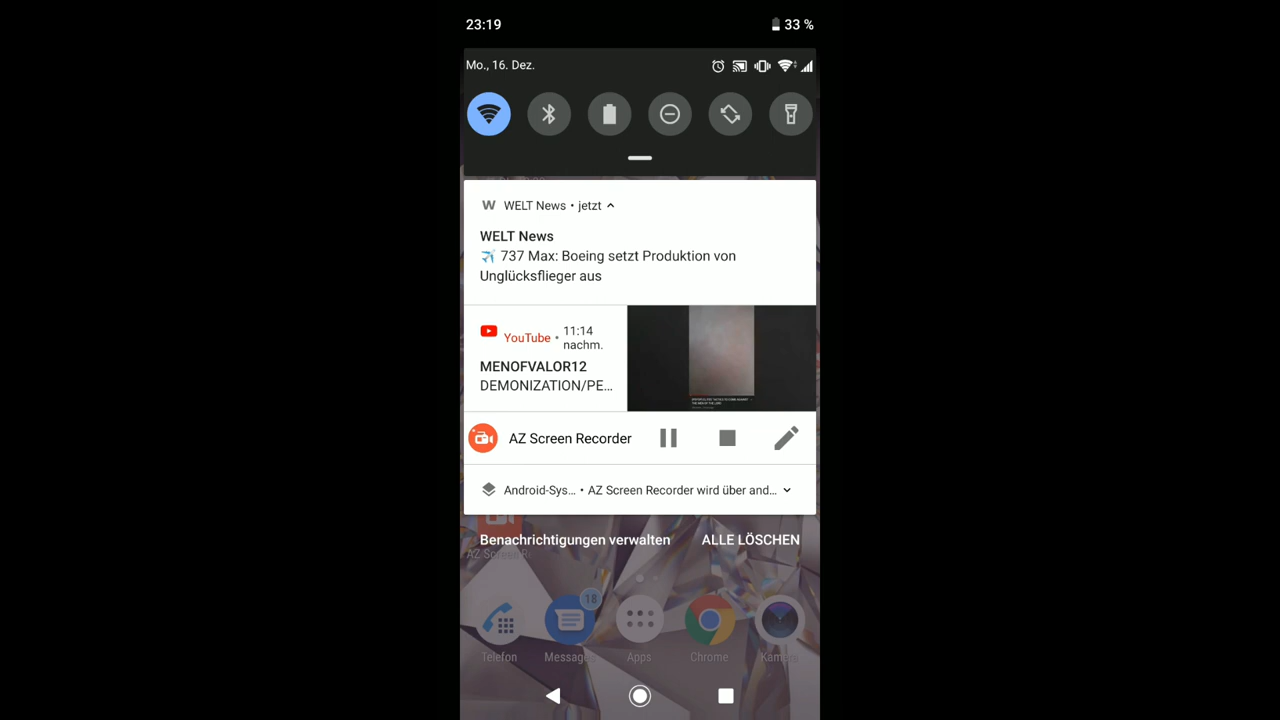 23:19
33 %
Mo., 16. Dez.
W WELT News • jetzt
WELT News
✈️ 737 Max: Boeing setzt Produktion von
Unglücksflieger aus
YouTube • 11:14
nachm.
MENOFVALOR12
DEMONIZATION/PE…
AZ Screen Recorder
Android-Sys… • AZ Screen Recorder wird über and…
Benachrichtigungen verwalten
ALLE LÖSCHEN
AZ Screen R
18
Telefon
Messages
Apps
Chrome
Kamera